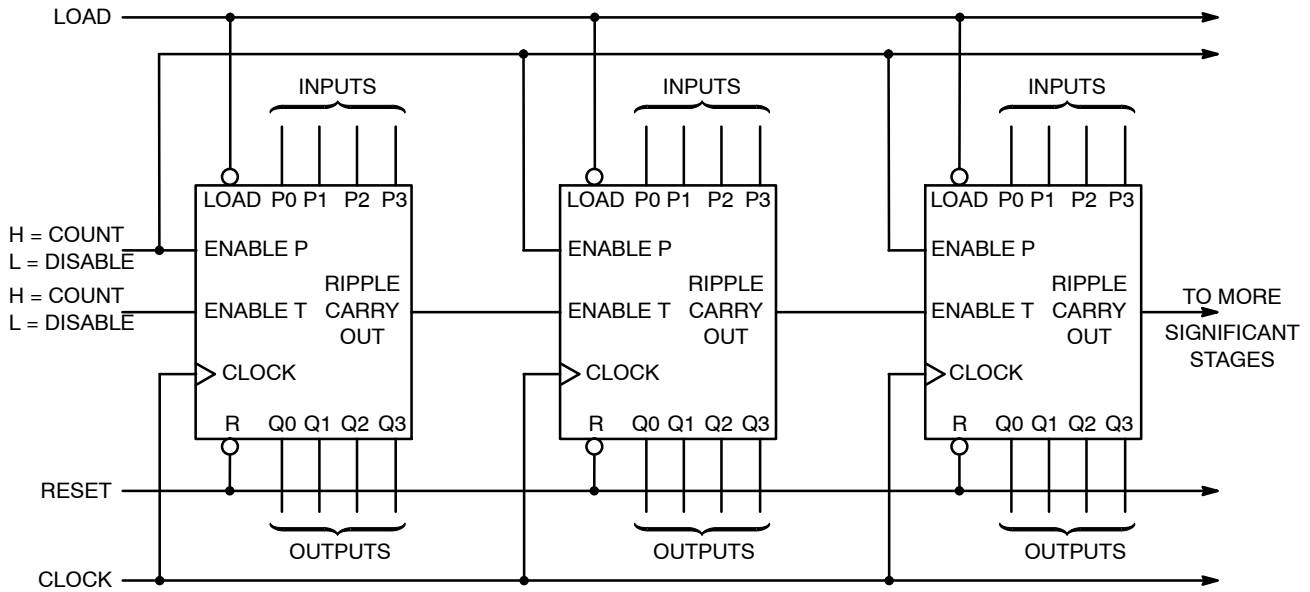 LOAD
INPUTS
INPUTS
INPUTS
LOAD P0 P1 P2 P3
LOAD P0 P1 P2 P3
LOAD P0 P1 P2 P3
H = COUNT
L = DISABLE
ENABLE P
ENABLE P
ENABLE P
H = COUNT
L = DISABLE
ENABLE T
RIPPLE
CARRY
OUT
ENABLE T
RIPPLE
CARRY
OUT
ENABLE T
RIPPLE
CARRY
OUT
TO MORE
SIGNIFICANT
STAGES
CLOCK
CLOCK
CLOCK
R Q0 Q1 Q2 Q3
R Q0 Q1 Q2 Q3
R Q0 Q1 Q2 Q3
RESET
OUTPUTS
OUTPUTS
OUTPUTS
CLOCK